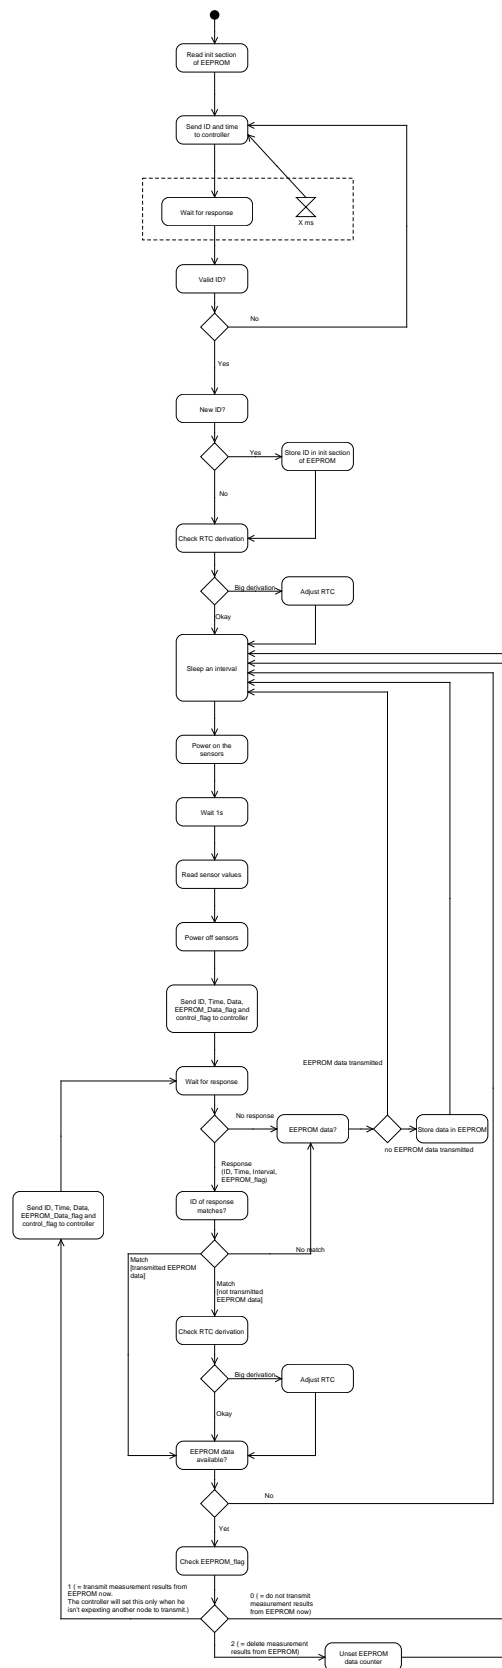 Read init section
of EEPROM
Send ID and time
to controller
Wait for response
X ms
Valid ID?
No
Yes
New ID?
Yes
Store ID in init section
of EEPROM
No
Check RTC derivation
Big derivation
Adjust RTC
Okay
Sleep an interval
Power on the
sensors
Wait 1s
Read sensor values
Power off sensors
Send ID, Time, Data,
EEPROM_Data_flag and
control_flag to controller
EEPROM data transmitted
Wait for response
No response
EEPROM data?
Store data in EEPROM
no EEPROM data transmitted
Response
(ID, Time, Interval,
EEPROM_flag)
Send ID, Time, Data,
EEPROM_Data_flag and
control_flag to controller
ID of response
matches?
No match
Match
[transmitted EEPROM
data]
Match
[not transmitted
EEPROM data]
Check RTC derivation
Big derivation
Adjust RTC
Okay
EEPROM data
available?
No
Yes
Check EEPROM_flag
1 ( = transmit measurement results from
EEPROM now.
The controller will set this only when he
isn't expexting another node to transmit.)
0 ( = do not transmit
measurement results
from EEPROM now)
2 ( = delete measurement
results from EEPROM)
Unset EEPROM
data counter